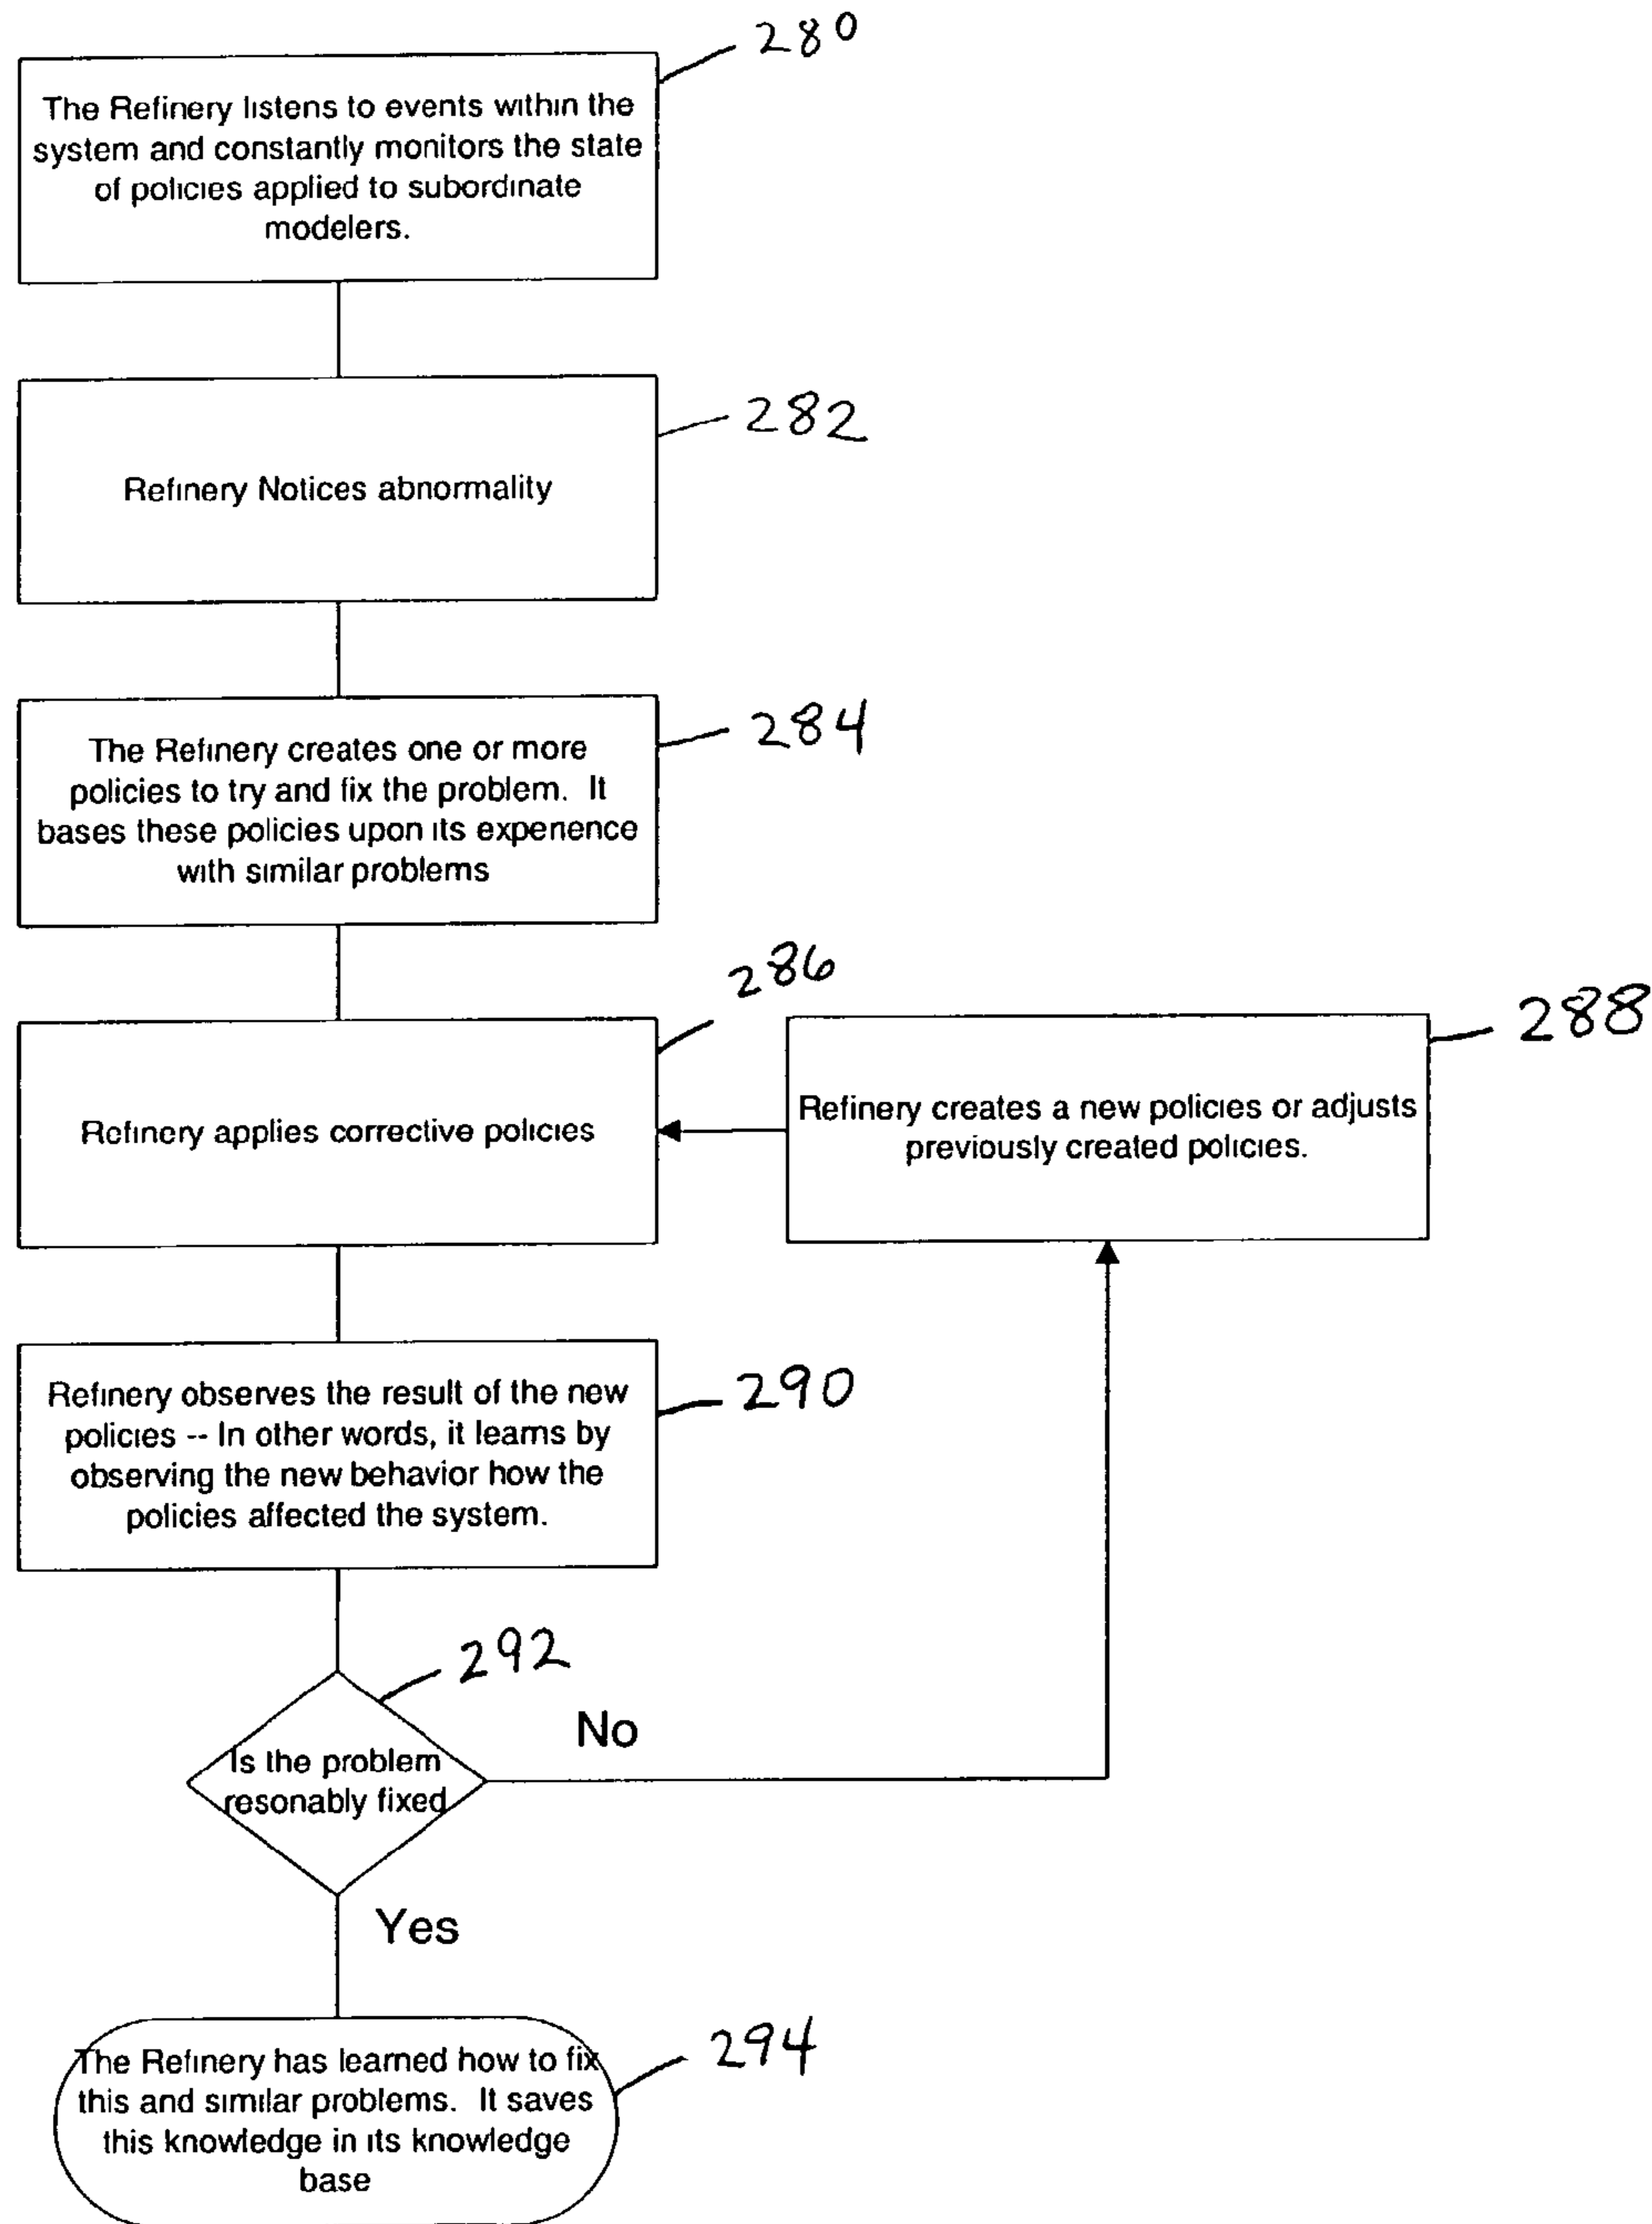 280
The Refinery listens to events within the
system and constantly monitors the state
of policies applied to subordinate
modelers.
282
Refinery Notices abnormality
284
The Refinery creates one or more
policies to try and fix the problem. It
bases these policies upon its experience
with similar problems
286
288
Refinery applies corrective policies
Refinery creates a new policies or adjusts
previously created policies.
290
Refinery observes the result of the new
policies -- In other words, it learns by
observing the new behavior how the
policies affected the system.
292
No
Is the problem
resonably fixed
Yes
294
The Refinery has learned how to fix
this and similar problems. It saves
this knowledge in its knowledge
base